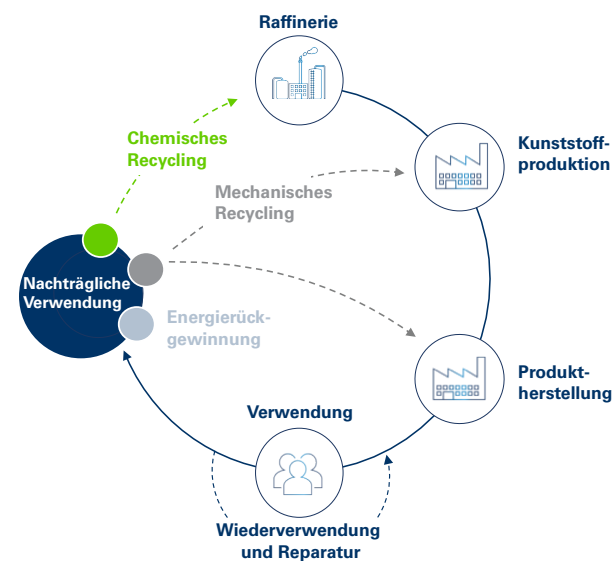 Raffinerie
Chemisches
Recycling
Kunststoff-
produktion
Mechanisches
Recycling
Nachträgliche
Verwendung
Energierück-
gewinnung
Produkt-
herstellung
Verwendung
Wiederverwendung
und Reparatur